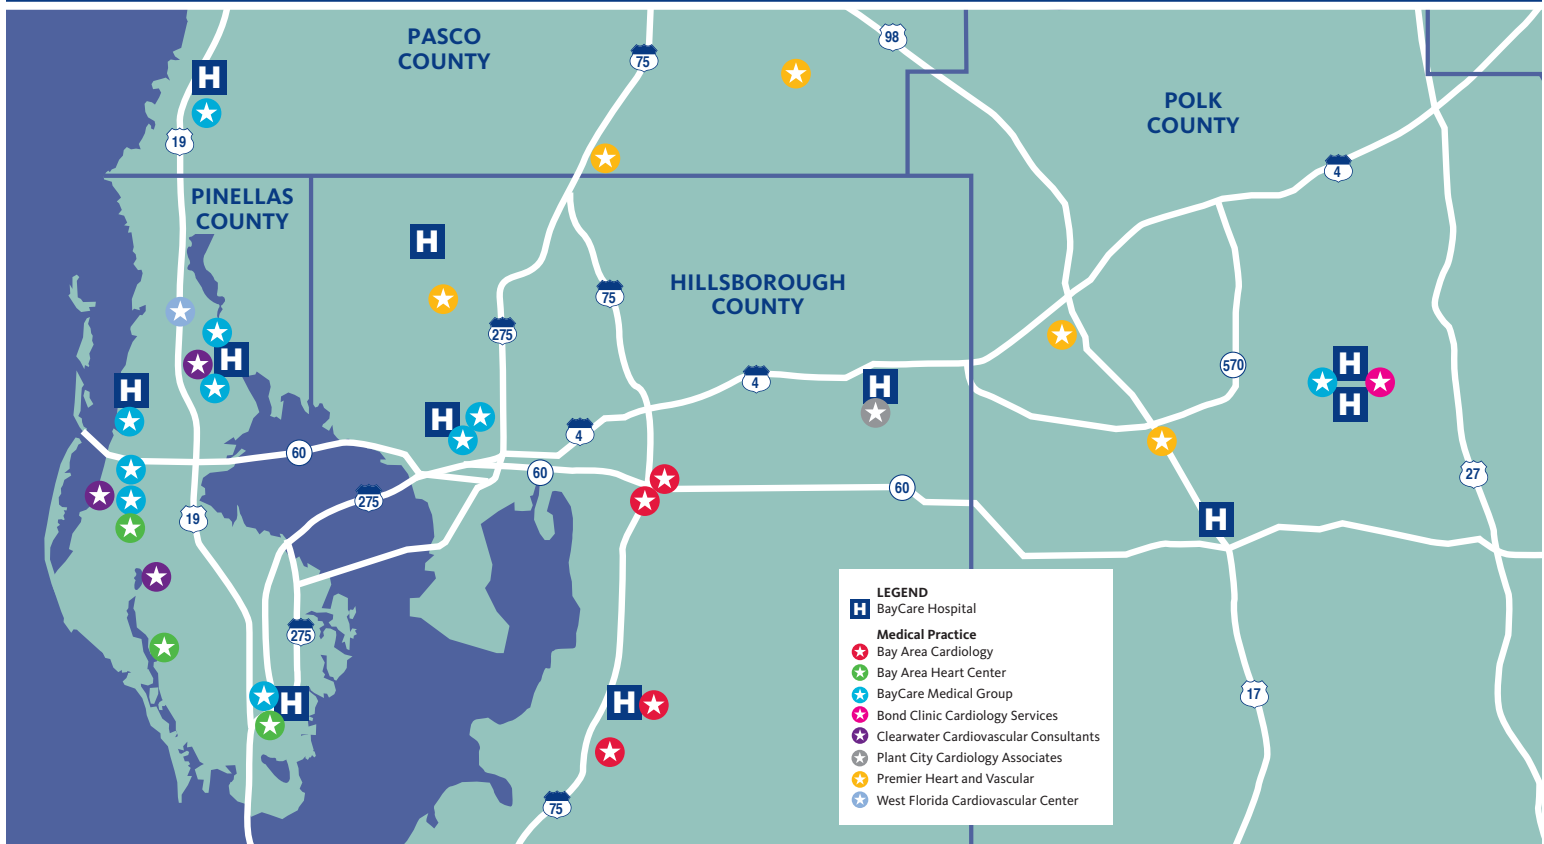 PASCO
COUNTY
75
98
H
POLK
COUNTY
19
4
PINELLAS
COUNTY
H
HILLSBOROUGH
COUNTY
75
275
H
570
H
H
4
H
H
H
4
60
60
27
275
60
19
H
LEGEND
H BayCare Hospital
Medical Practice
Bay Area Cardiology
Bay Area Heart Center
BayCare Medical Group
Bond Clinic Cardiology Services
Clearwater Cardiovascular Consultants
Plant City Cardiology Associates
Premier Heart and Vascular
West Florida Cardiovascular Center
275
17
H
H
75